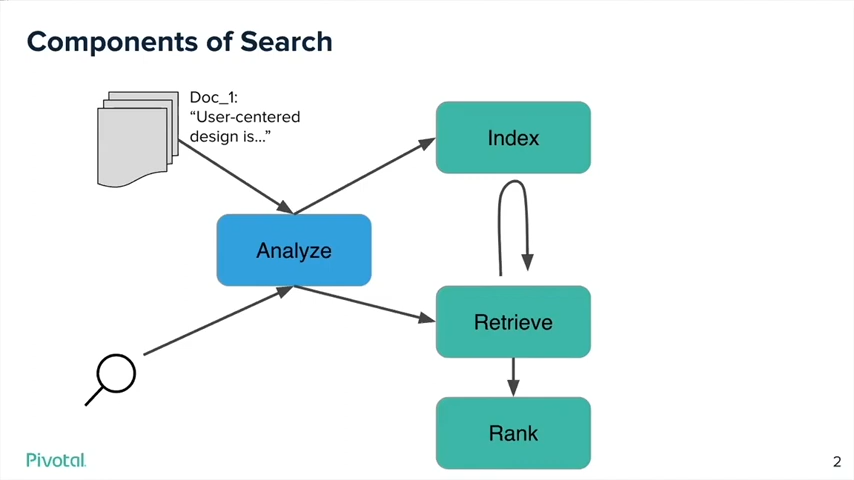 Components of Search
Doc_1:
“User-centered
design is...”
Index
Analyze
Retrieve
Rank
Pivotal
2